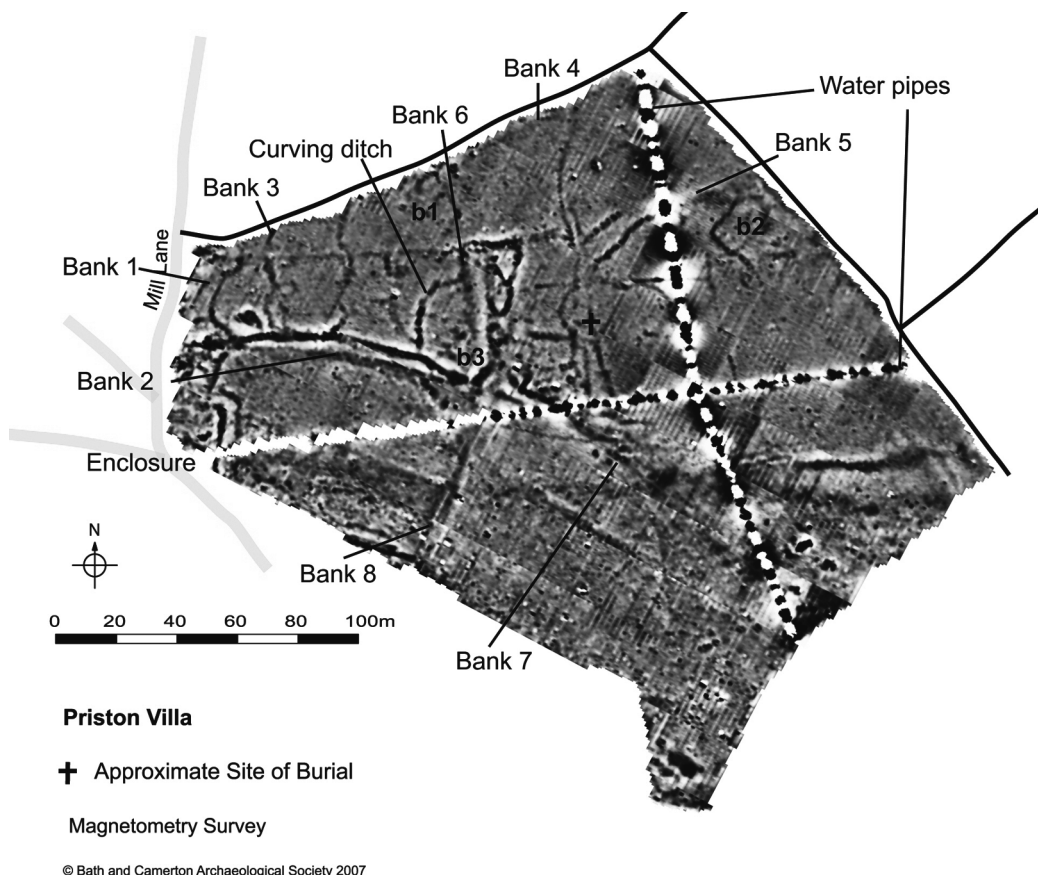 Bank 4
Water pipes
Bank 6
Curving ditch
Bank 5
Bank 3
b1
b2
Bank 1
Mill Lane
b3
Bank 2
Enclosure
N
Bank 8
0 20 40 60 80 100m
Bank 7
Priston Villa
Approximate Site of Burial
Magnetometry Survey
© Bath and Camerton Archaeological Society 2007